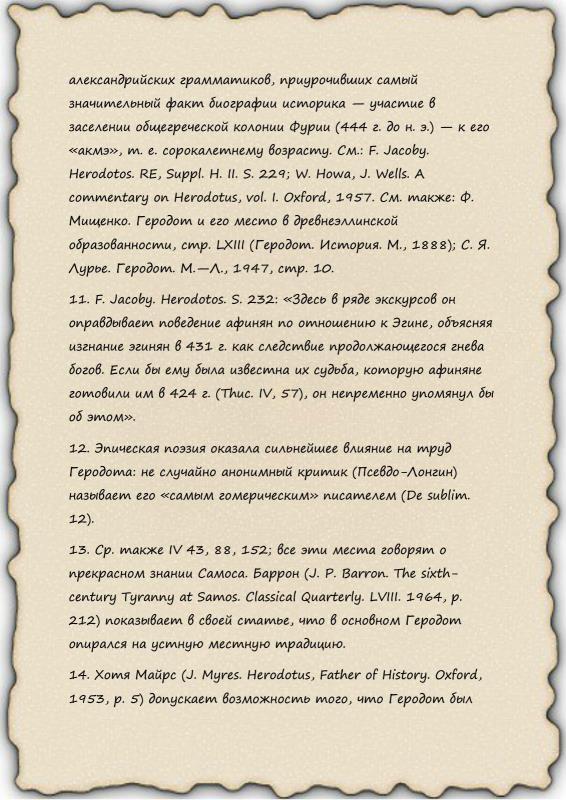 александрийских грамматиков, приурочивших самый
значительный факт биографии историка — участие в
заселении общегреческой колонии Фурии (444 г. до н. э.) — к его
«акмэ», т. е. сорокалетнему возрасту. См.: F. Jacoby.
Herodotos. RE, Suppl. H. II. S. 229; W. Howa, J. Wells. A
commentary on Herodotus, vol. I. Oxford, 1957. См. также: Ф.
Мищенко. Геродот и его место в древнеэллинской
образованности, стр. LXIII (Геродот. История. М., 1888); С. Я.
Лурье. Геродот. М.—Л., 1947, стр. 10.
11. F. Jacoby. Herodotos. S. 232: «Здесь в ряде экскурсов он
оправдывает поведение афинян по отношению к Эгине, объясняя
изгнание эгинян в 431 г. как следствие продолжающегося гнева
богов. Если бы ему была известна их судьба, которую афиняне
готовили им в 424 г. (Thuc. IV, 57), он непременно упомянул бы
об этом».
12. Эпическая поэзия оказала сильнейшее влияние на труд
Геродота: не случайно анонимный критик (Псевдо-Лонгин)
называет его «самым гомерическим» писателем (De sublim.
12).
13. Ср. также IV 43, 88, 152; все эти места говорят о
прекрасном знании Самоса. Баррон (J. P. Barron. The sixth-
century Tyranny at Samos. Classical Quarterly. LVIII. 1964, p.
212) показывает в своей статье, что в основном Геродот
опирался на устную местную традицию.
14. Хотя Майрс (J. Myres. Herodotus, Father of History. Oxford,
1953, p. 5) допускает возможность того, что Геродот был